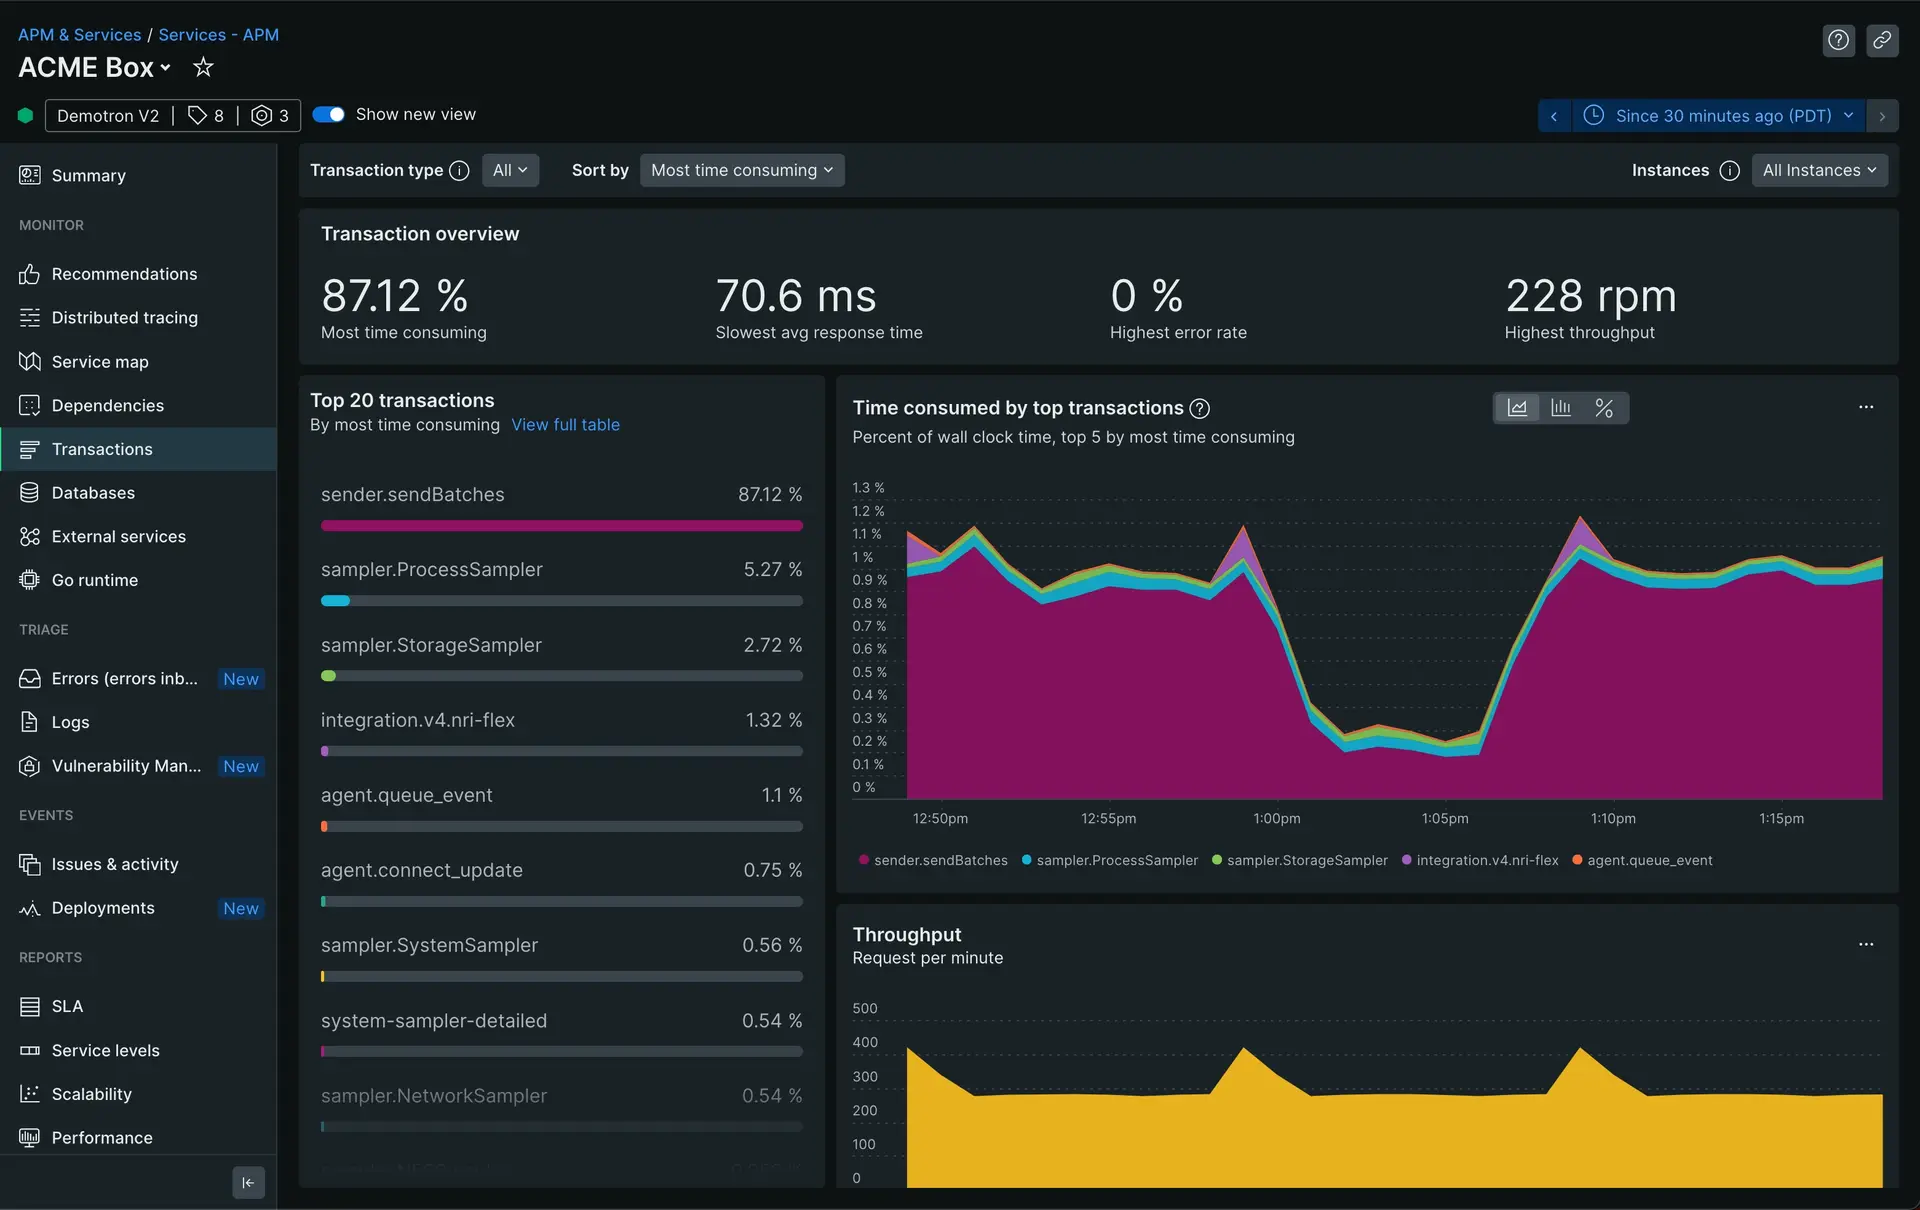 APM & Services / Services - APM
ACME Box
Demotron V2 | 8 | 3
Show new view
Since 30 minutes ago (PDT)
Summary
MONITOR
Recommendations
Distributed tracing
Service map
Dependencies
Transactions
Databases
External services
Go runtime
TRIAGE
Errors (errors inb... New
Logs
Vulnerability Man... New
EVENTS
Issues & activity
Deployments New
REPORTS
SLA
Service levels
Scalability
Performance
Transaction type All Sort by Most time consuming
Instances All Instances
Transaction overview
87.12 %
Most time consuming
70.6 ms
Slowest avg response time
0 %
Highest error rate
228 rpm
Highest throughput
Top 20 transactions
By most time consuming View full table
sender.sendBatches 87.12 %
sampler.ProcessSampler 5.27 %
sampler.StorageSampler 2.72 %
integration.v4.nri-flex 1.32 %
agent.queue_event 1.1 %
agent.connect_update 0.75 %
sampler.SystemSampler 0.56 %
system-sampler-detailed 0.54 %
sampler.NetworkSampler 0.54 %
Time consumed by top transactions
Percent of wall clock time, top 5 by most time consuming
1.3 %
1.2 %
1.1 %
1 %
0.9 %
0.8 %
0.7 %
0.6 %
0.5 %
0.4 %
0.3 %
0.2 %
0.1 %
0 %
12:50pm 12:55pm 1:00pm 1:05pm 1:10pm 1:15pm
sender.sendBatches sampler.ProcessSampler sampler.StorageSampler integration.v4.nri-flex agent.queue_event
Throughput
Request per minute
500
400
300
200
100
0